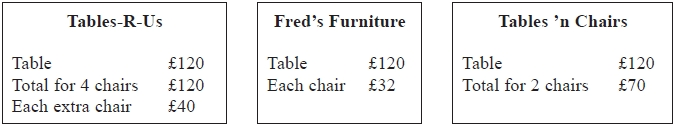 Tables-R-Us
Table £120
Total for 4 chairs £120
Each extra chair £40
Fred’s Furniture
Table £120
Each chair £32
Tables ’n Chairs
Table £120
Total for 2 chairs £70